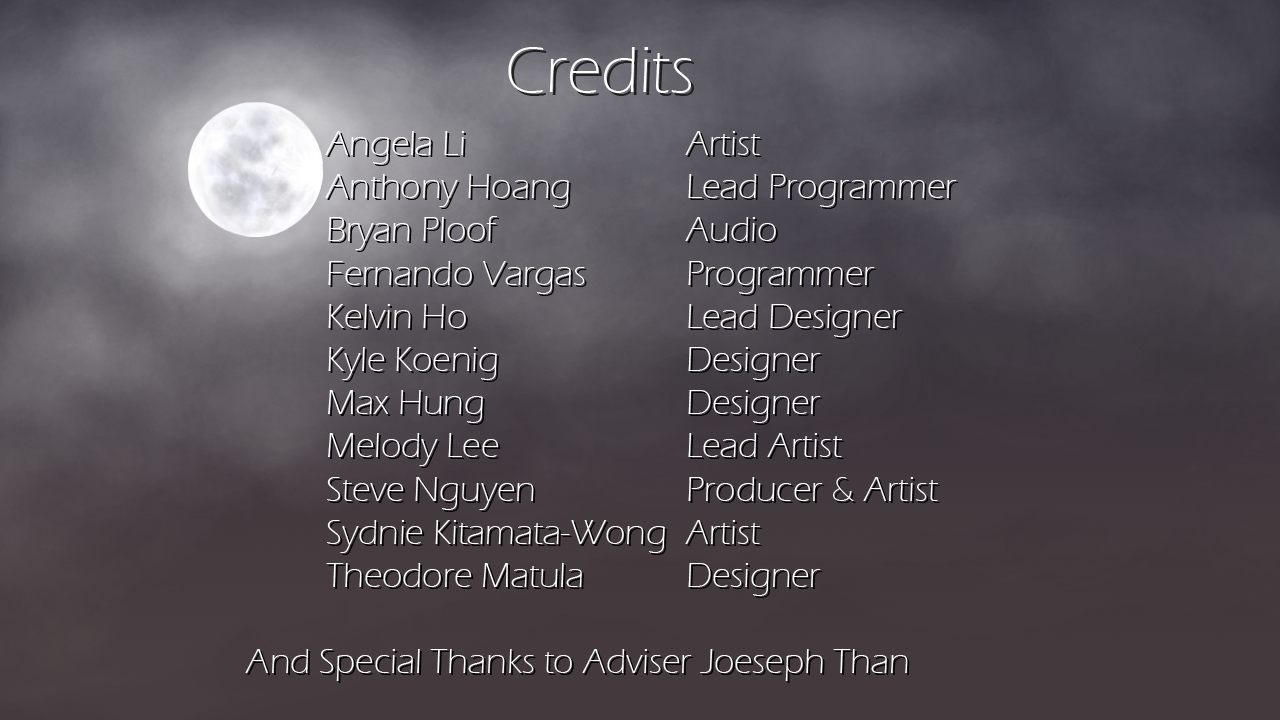 Credits
Angela Li Artist
Anthony Hoang Lead Programmer
Bryan Ploof Audio
Fernando Vargas Programmer
Kelvin Ho Lead Designer
Kyle Koenig Designer
Max Hung Designer
Melody Lee Lead Artist
Steve Nguyen Producer & Artist
Sydnie Kitamata-Wong Artist
Theodore Matula Designer
And Special Thanks to Adviser Joeseph Than